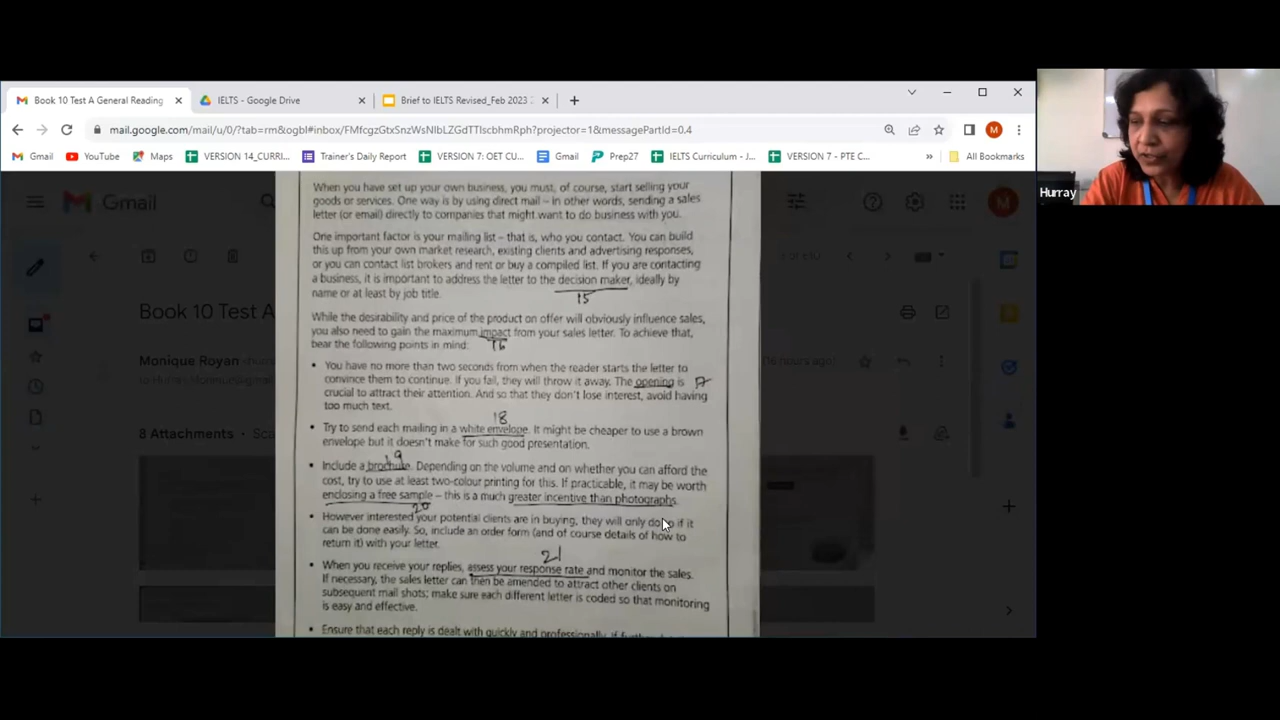 Book 10 Test A General Reading
IELTS - Google Drive
Brief to IELTS Revised_Feb 2023
mail.google.com/mail/u/0/?tab=rm&ogbl#inbox/FMfcgzGtxSnzWsNlbLZGdTTlscbhmRph?projector=1&messagePartId=0.4
M
Gmail YouTube Maps VERSION 14_CURRI... Trainer's Daily Report VERSION 7: OET CU... Gmail Prep27 IELTS Curriculum - J... VERSION 7 - PTE C... » All Bookmarks
Hurray
Gmail
M
When you have set up your own business, you must, of course, start selling your
goods or services. One way is by using direct mail – in other words, sending a sales
letter (or email) directly to companies that might want to do business with you.
One important factor is your mailing list – that is, who you contact. You can build
this up from your own market research, existing clients and advertising responses,
or you can contact list brokers and rent or buy a compiled list. If you are contacting
a business, it is important to address the letter to the decision maker, ideally by
name or at least by job title.
15
While the desirability and price of the product on offer will obviously influence sales,
you also need to gain the maximum impact from your sales letter. To achieve that,
bear the following points in mind:
16
• You have no more than two seconds from when the reader starts the letter to
convince them to continue. If you fail, they will throw it away. The opening is
17
crucial to attract their attention. And so that they don't lose interest, avoid having
too much text.
18
• Try to send each mailing in a white envelope. It might be cheaper to use a brown
envelope but it doesn't make for such good presentation.
19
• Include a brochure. Depending on the volume and on whether you can afford the
cost, try to use at least two-colour printing for this. If practicable, it may be worth
enclosing a free sample – this is a much greater incentive than photographs.
20
• However interested your potential clients are in buying, they will only do so if it
can be done easily. So, include an order form (and of course details of how to
return it) with your letter.
21
• When you receive your replies, assess your response rate and monitor the sales.
If necessary, the sales letter can then be amended to attract other clients on
subsequent mail shots; make sure each different letter is coded so that monitoring
is easy and effective.
• Ensure that each reply is dealt with quickly and professionally. If
Book 10 Test A
Monique Royan
16 hours ago)
8 Attachments